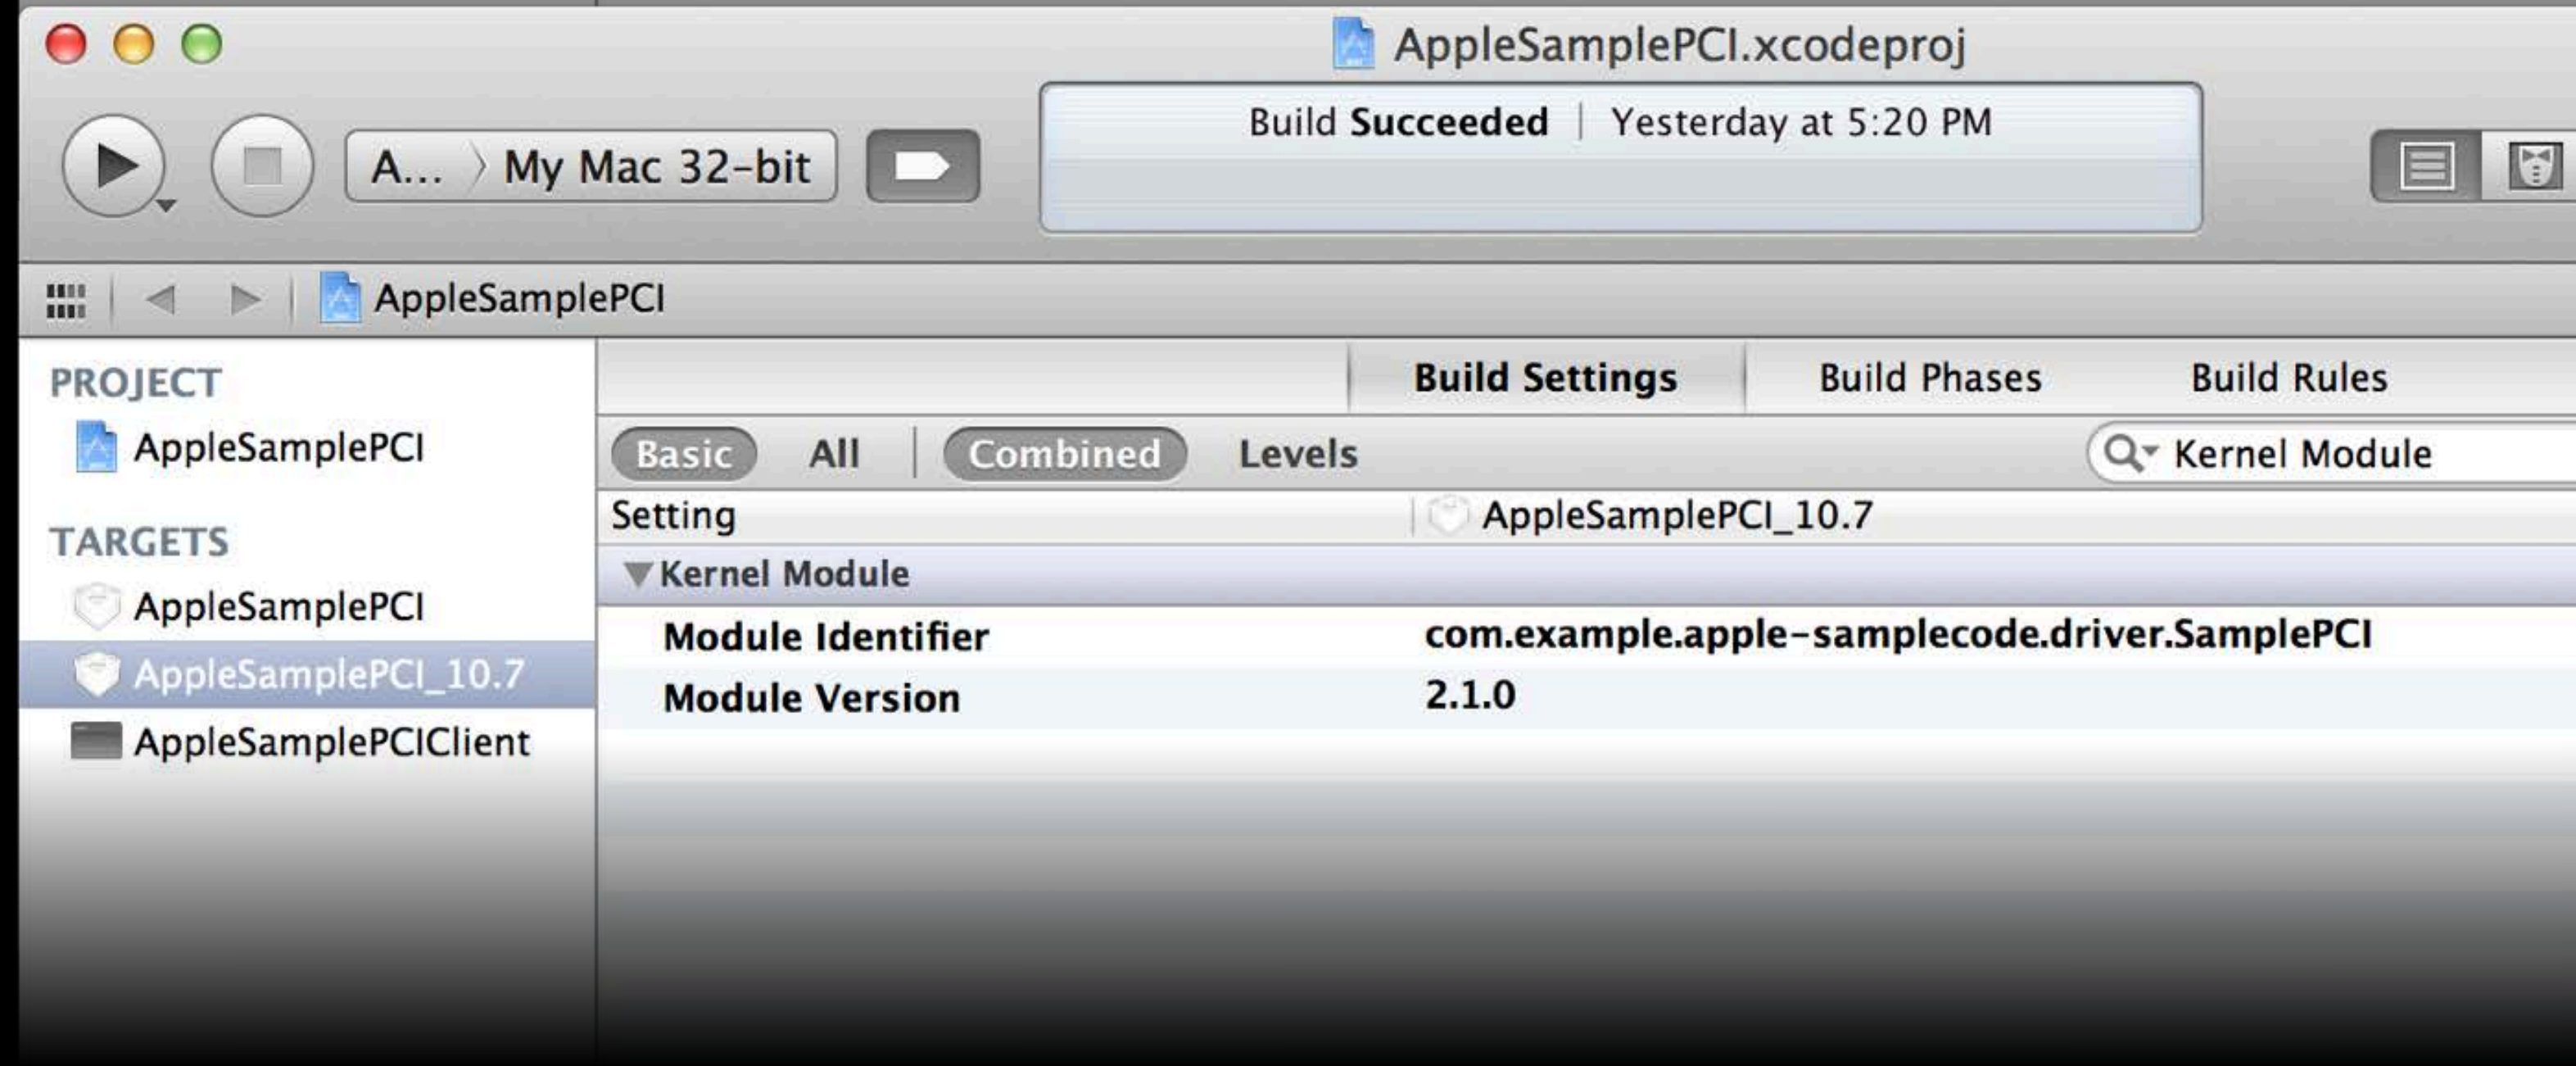 AppleSamplePCI.xcodeproj
Build Succeeded | Yesterday at 5:20 PM
A... 〉 My Mac 32-bit
AppleSamplePCI
PROJECT
AppleSamplePCI
TARGETS
AppleSamplePCI
AppleSamplePCI_10.7
AppleSamplePCIClient
Build Settings Build Phases Build Rules
Basic All Combined Levels Kernel Module
Setting AppleSamplePCI_10.7
Kernel Module
Module Identifier com.example.apple-samplecode.driver.SamplePCI
Module Version 2.1.0